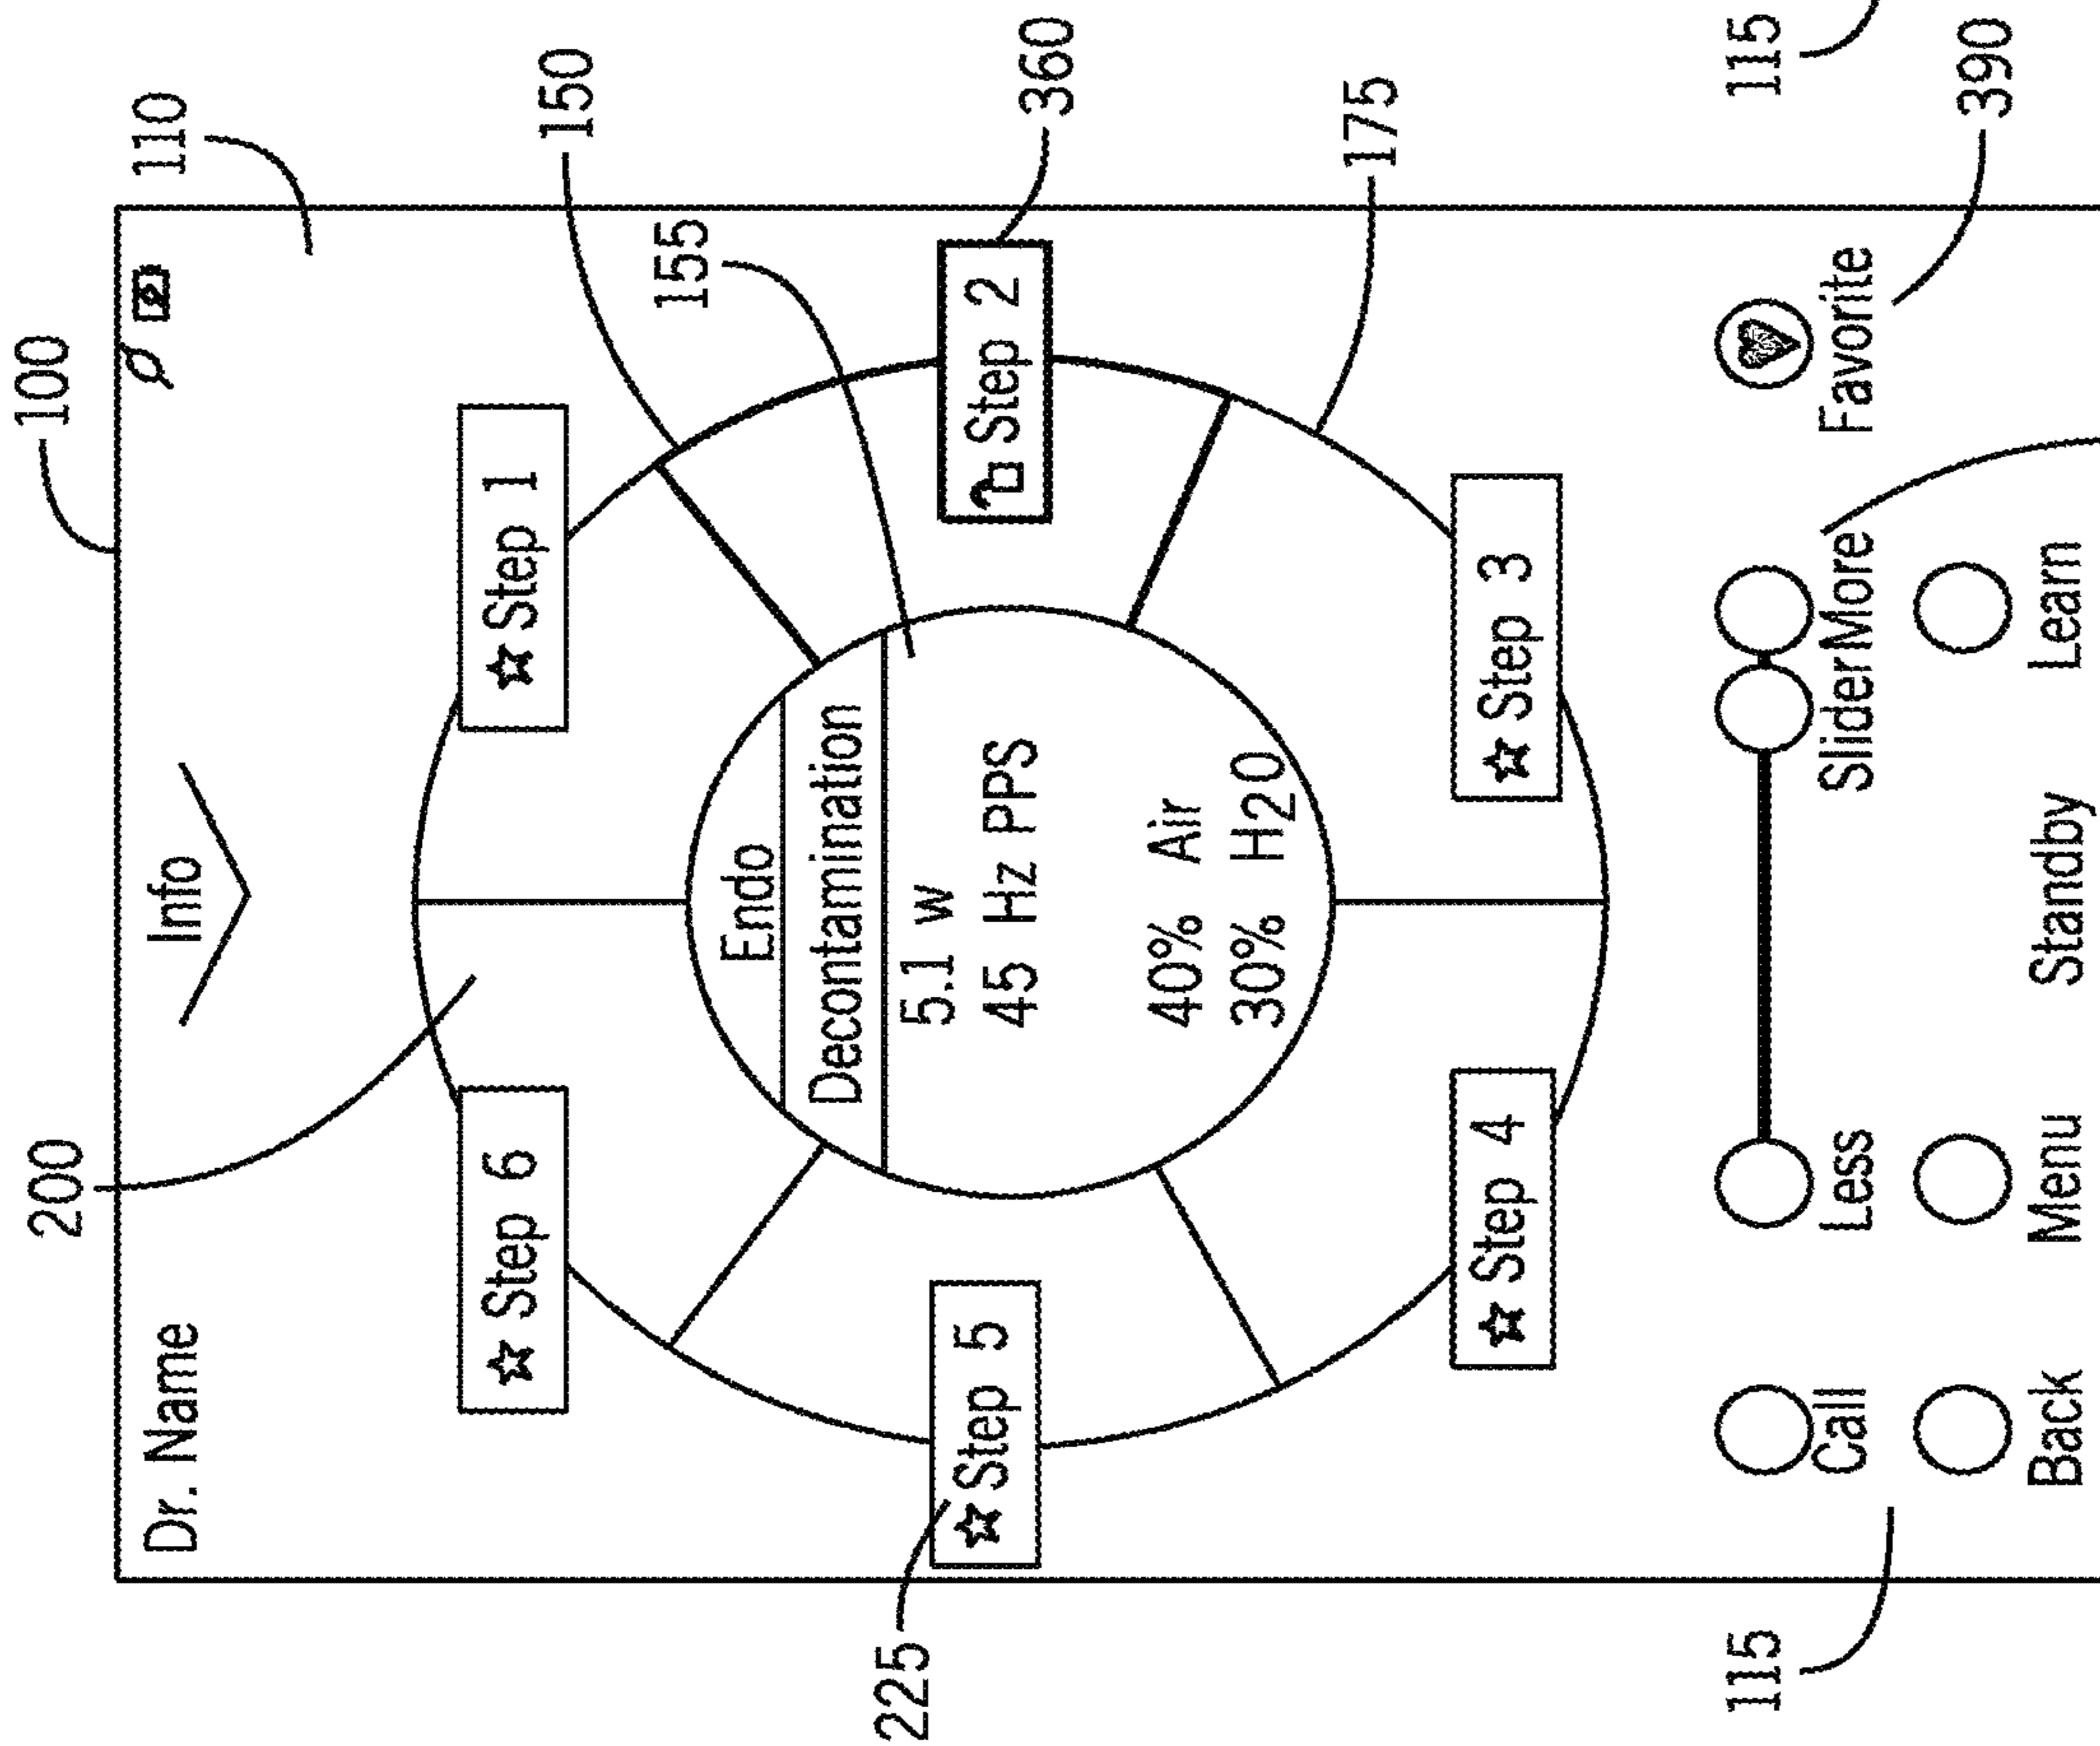 100
200
110
Dr. Name
Info
150
155
☆ Step 6
☆ Step 1
Endo
Decontamination
5.1 w
45 Hz PPS
40% Air
30% H20
225
☆ Step 5
Step 2
360
175
☆ Step 4
☆ Step 3
115
115
Call
Less
Slider
More
Favorite
390
Back
Menu
Standby
Learn